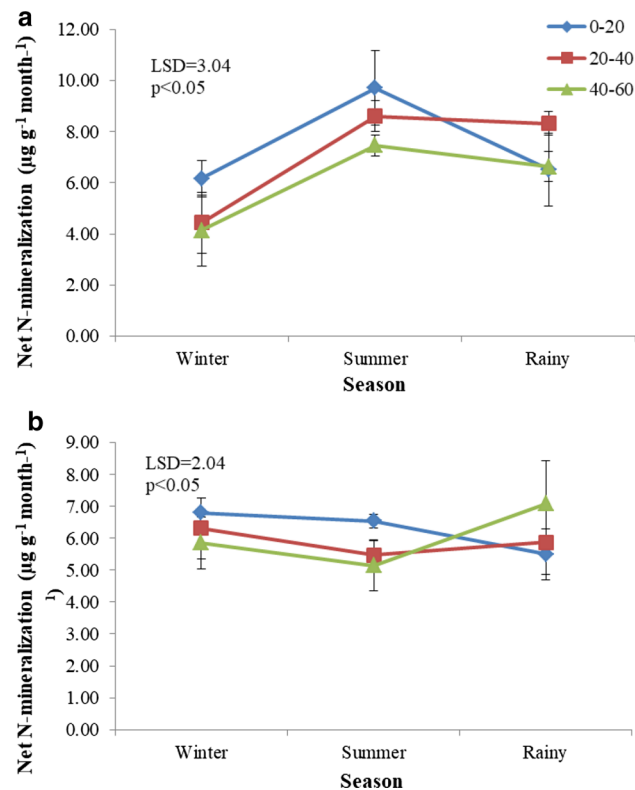 a
12.00
10.00
8.00
6.00
4.00
2.00
0.00
Net N-mineralization (µg g-1 month-1)
LSD=3.04
p<0.05
0-20
20-40
40-60
Winter
Summer
Rainy
Season
b
9.00
8.00
7.00
6.00
5.00
4.00
3.00
2.00
1.00
0.00
Net N-mineralization (µg g-1 month-
1)
LSD=2.04
p<0.05
Winter
Summer
Rainy
Season